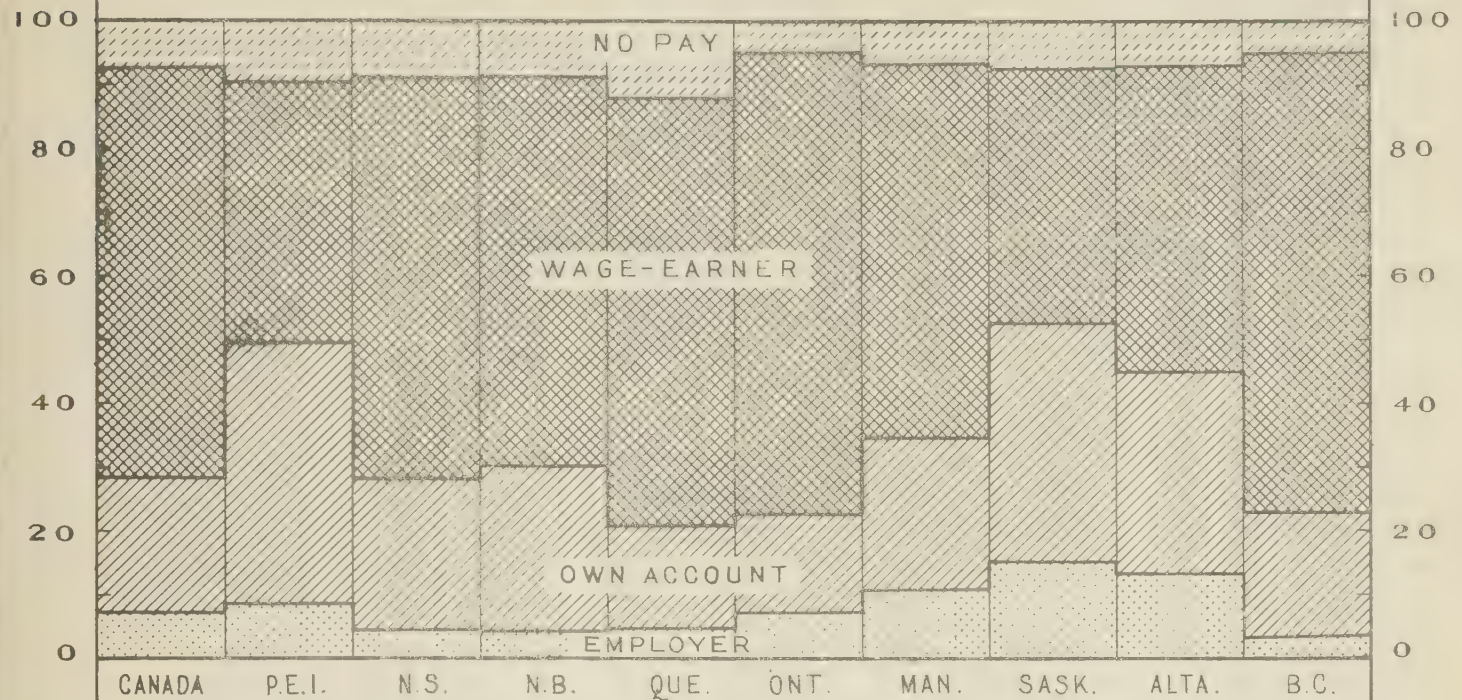 100 100
NO PAY
80 80
60 WAGE-EARNER 60
40 40
20 20
OWN ACCOUNT
0 EMPLOYER 0
CANADA P.E.I. N.S. N.B. QUE. ONT. MAN. SASK. ALTA. B.C.